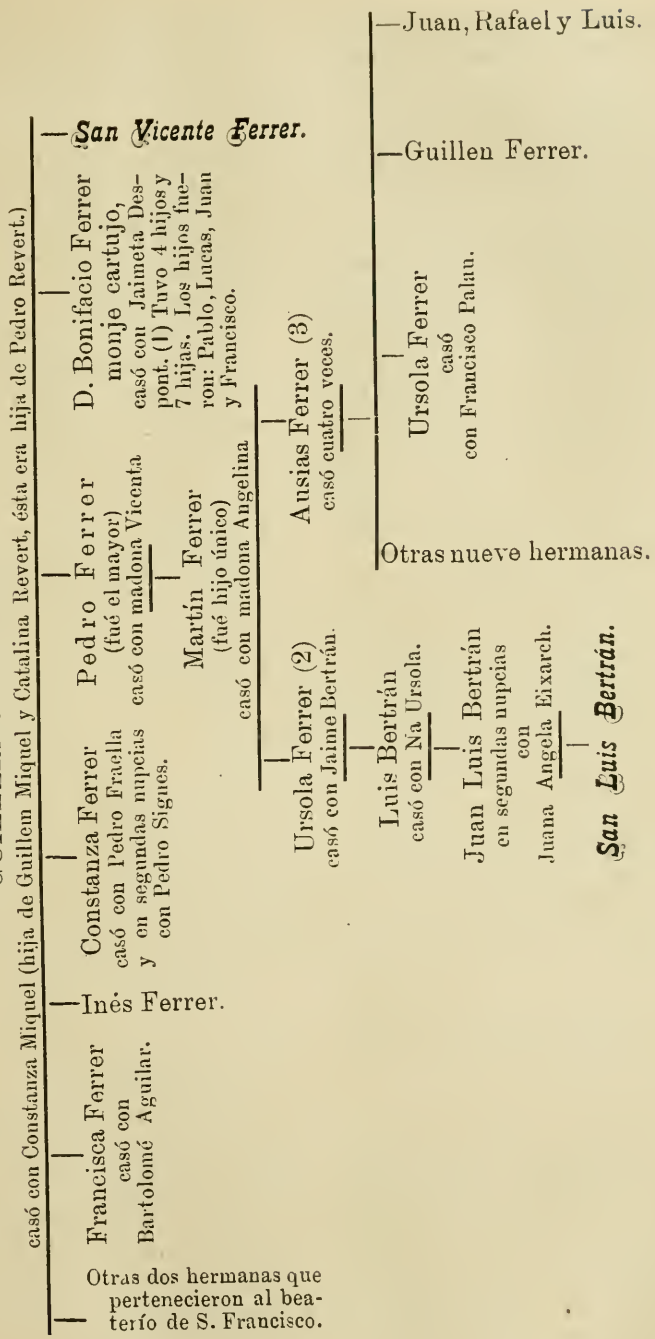 casó con Constanza Miquel (hija de Guillem Miquel y Catalina Revert, ésta era hija de Pedro Revert.)
Otras dos hermanas que
pertenecieron al bea-
terío de S. Francisco.
Francisca Ferrer
casó con
Bartolomé Aguilar.
—Inés Ferrer.
Constanza Ferrer
casó con Pedro Fraella
y en segundas nupcias
con Pedro Signes.
Pedro Ferrer
(fué el mayor)
casó con madona Vicenta
D. Bonifacio Ferrer
monje cartujo,
casó con Jaimeta Des-
pont. (1) Tuvo 4 hijos y
7 hijas. Los hijos fue-
ron: Pablo, Lucas, Juan
y Francisco.
—San Vicente Ferrer.
Martín Ferrer
(fué hijo único)
casó con madona Angelina
Ursola Ferrer (2)
casó con Jaime Bertrán.
Ausias Ferrer (3)
casó cuatro veces.
Luis Bertrán
casó con Na Ursola.
Juan Luis Bertrán
en segundas nupcias
con
Juana Angela Eixarch.
San Luis Bertrán.
Otras nueve hermanas.
Ursola Ferrer
casó
con Francisco Palau.
—Guillen Ferrer.
—Juan, Rafael y Luis.